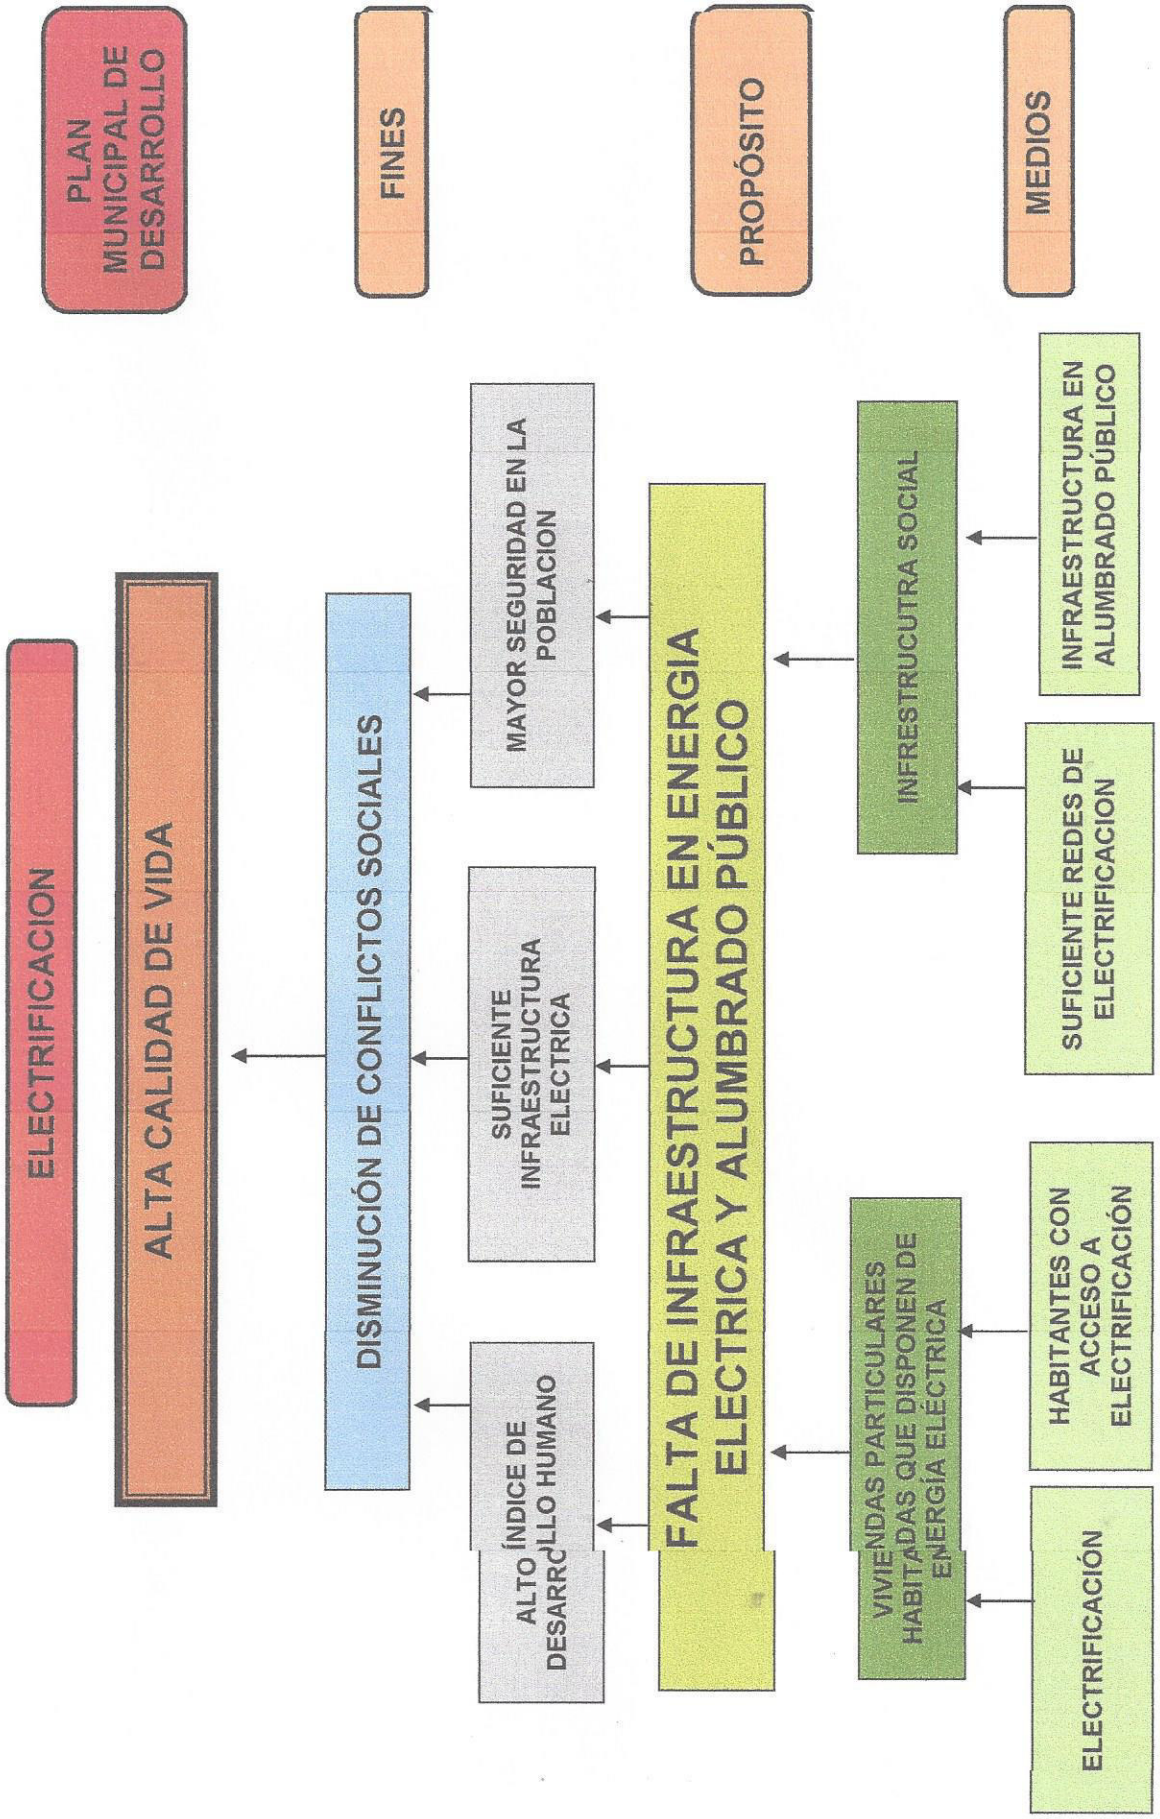 ELECTRIFICACION
PLAN
MUNICIPAL DE
DESARROLLO
ALTA CALIDAD DE VIDA
DISMINUCIÓN DE CONFLICTOS SOCIALES
FINES
ALTO ÍNDICE DE
DESARROLLO HUMANO
SUFICIENTE
INFRAESTRUCTURA
ELECTRICA
MAYOR SEGURIDAD EN LA
POBLACION
FALTA DE INFRAESTRUCTURA EN ENERGIA
ELECTRICA Y ALUMBRADO PÚBLICO
PROPÓSITO
VIVIENDAS PARTICULARES
HABITADAS QUE DISPONEN DE
ENERGÍA ELÉCTRICA
INFRESTRUCUTRA SOCIAL
MEDIOS
ELECTRIFICACIÓN
HABITANTES CON
ACCESO A
ELECTRIFICACIÓN
SUFICIENTE REDES DE
ELECTRIFICACION
INFRAESTRUCTURA EN
ALUMBRADO PÚBLICO